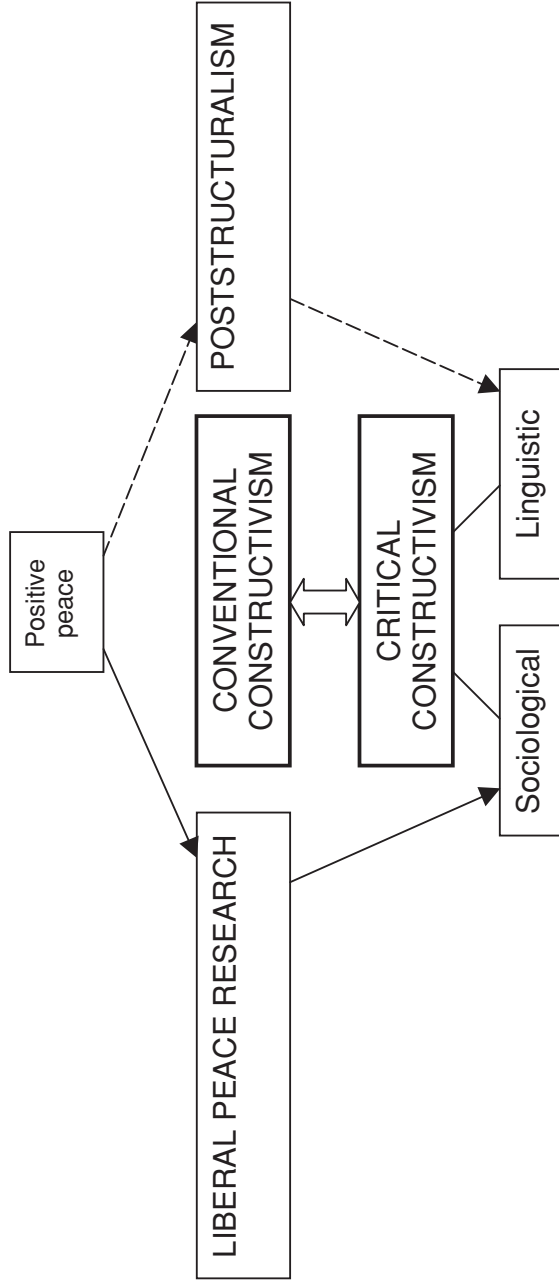 Positive
peace
LIBERAL PEACE RESEARCH
CONVENTIONAL
CONSTRUCTIVISM
POSTSTRUCTURALISM
CRITICAL
CONSTRUCTIVISM
Sociological
Linguistic